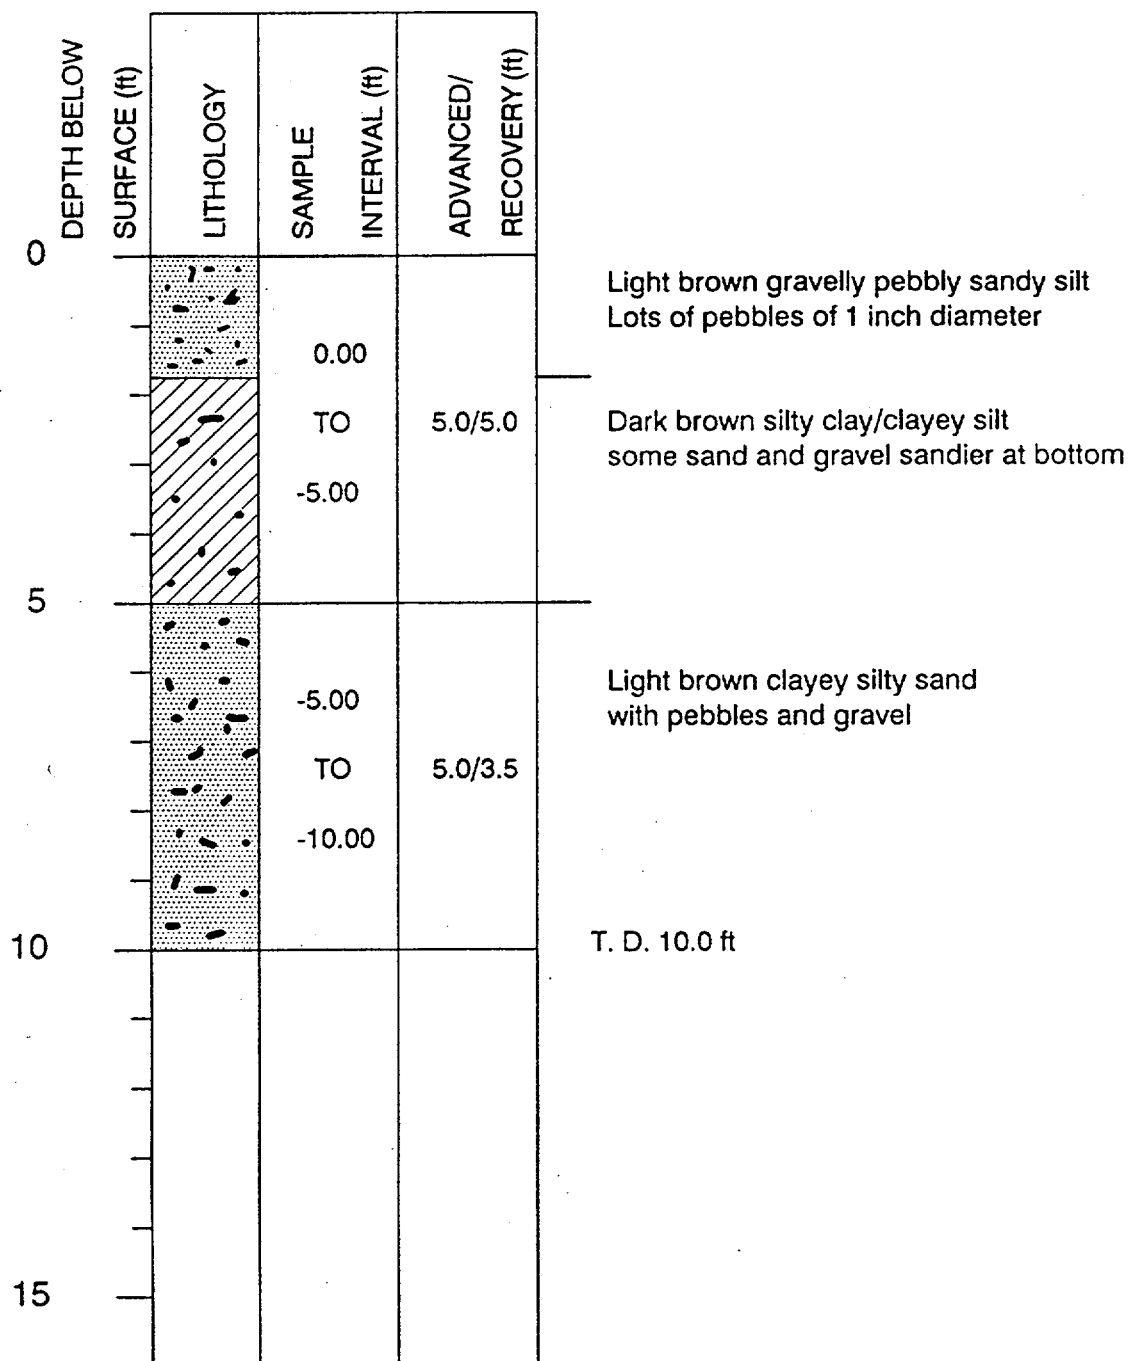 DEPTH BELOW
SURFACE (ft)
LITHOLOGY
SAMPLE
INTERVAL (ft)
ADVANCED/
RECOVERY (ft)
0
Light brown gravelly pebbly sandy silt
Lots of pebbles of 1 inch diameter
0.00
TO
-5.00
5.0/5.0
Dark brown silty clay/clayey silt
some sand and gravel sandier at bottom
5
-5.00
TO
-10.00
5.0/3.5
Light brown clayey silty sand
with pebbles and gravel
10
T. D. 10.0 ft
15